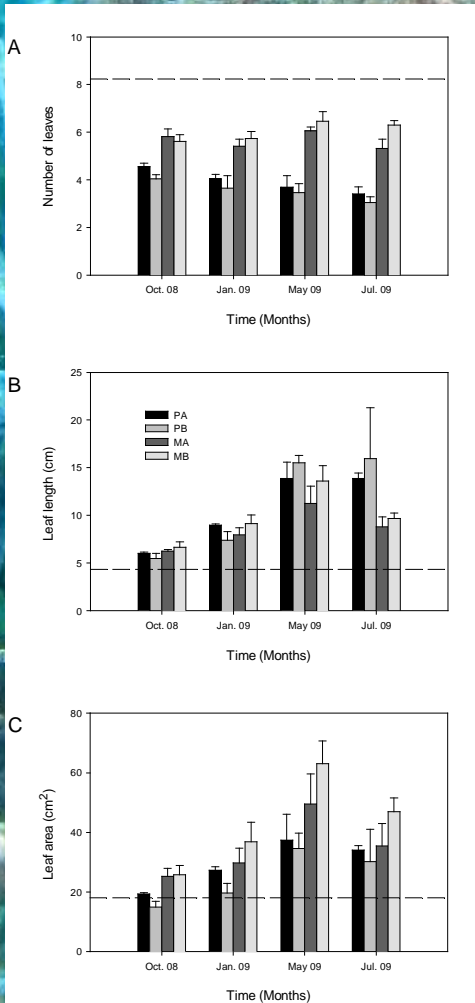 A
Number of leaves
10
8
6
4
2
0
Oct. 08 Jan. 09 May 09 Jul. 09
Time (Months)
B
Leaf length (cm)
25
20
15
10
5
0
PA
PB
MA
MB
Oct. 08 Jan. 09 May 09 Jul. 09
Time (Months)
C
Leaf area (cm²)
80
60
40
20
0
Oct. 08 Jan. 09 May 09 Jul. 09
Time (Months)